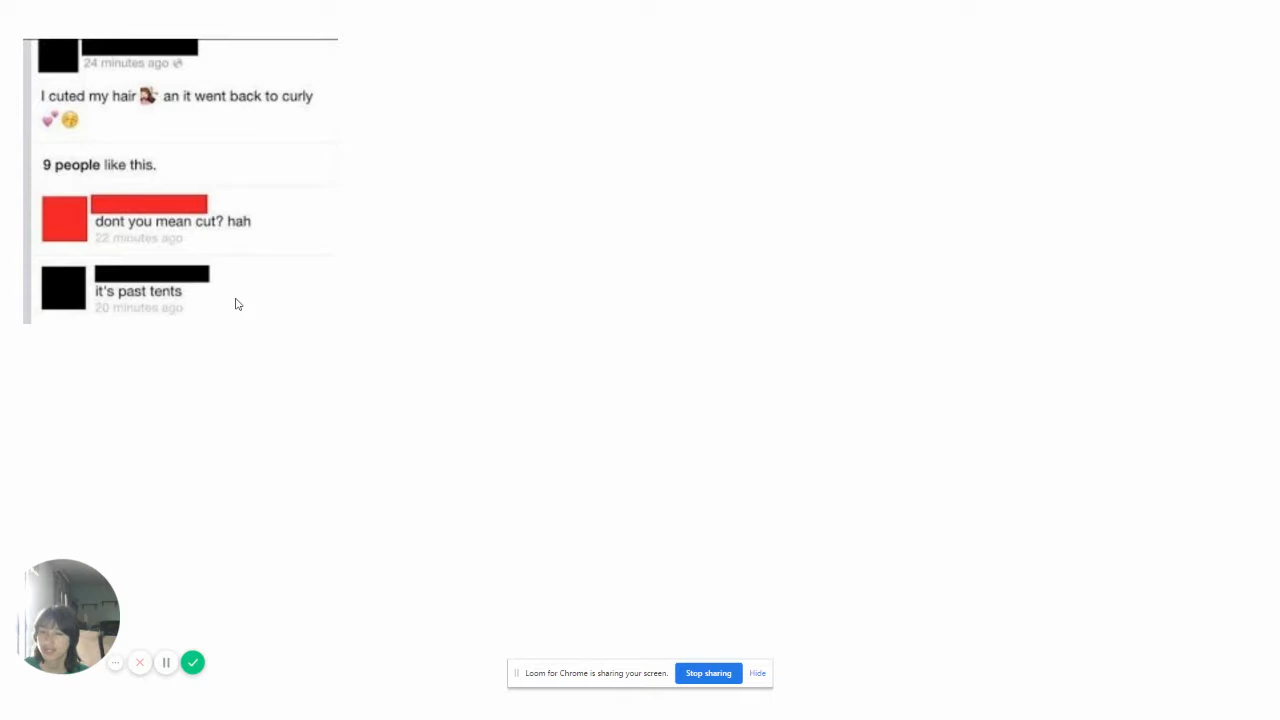 24 minutes ago
I cuted my hair 💇 an it went back to curly
💕😚
9 people like this.
dont you mean cut? hah
22 minutes ago
it's past tents
20 minutes ago
Loom for Chrome is sharing your screen. Stop sharing Hide